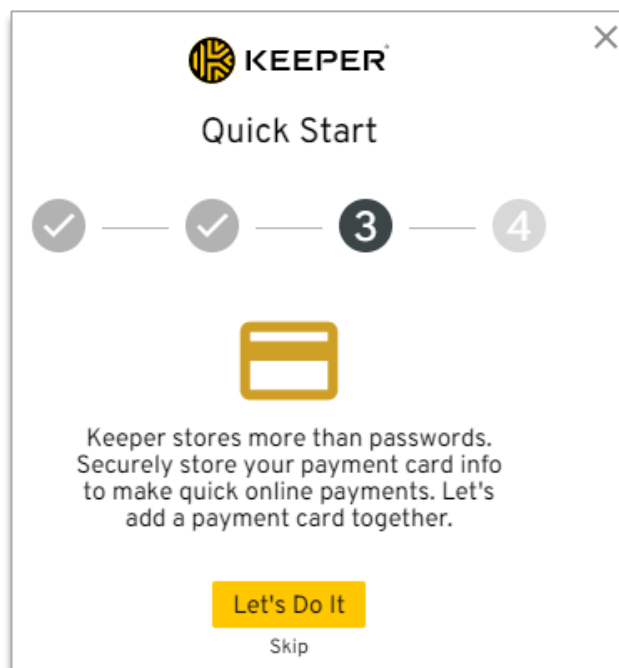 KEEPER
Quick Start
3
4
Keeper stores more than passwords.
Securely store your payment card info
to make quick online payments. Let's
add a payment card together.
Let's Do It
Skip